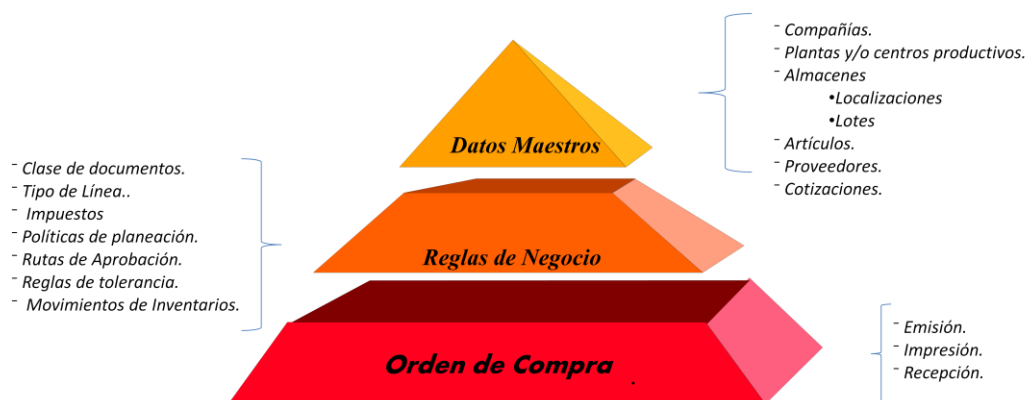 ⁻ Compañías.
⁻ Plantas y/o centros productivos.
⁻ Almacenes
•Localizaciones
•Lotes
⁻ Artículos.
⁻ Proveedores.
⁻ Cotizaciones.
Datos Maestros
⁻ Clase de documentos.
⁻ Tipo de Línea..
⁻ Impuestos
⁻ Políticas de planeación.
⁻ Rutas de Aprobación.
⁻ Reglas de tolerancia.
⁻ Movimientos de Inventarios.
Reglas de Negocio
⁻ Emisión.
⁻ Impresión.
⁻ Recepción.
Orden de Compra .